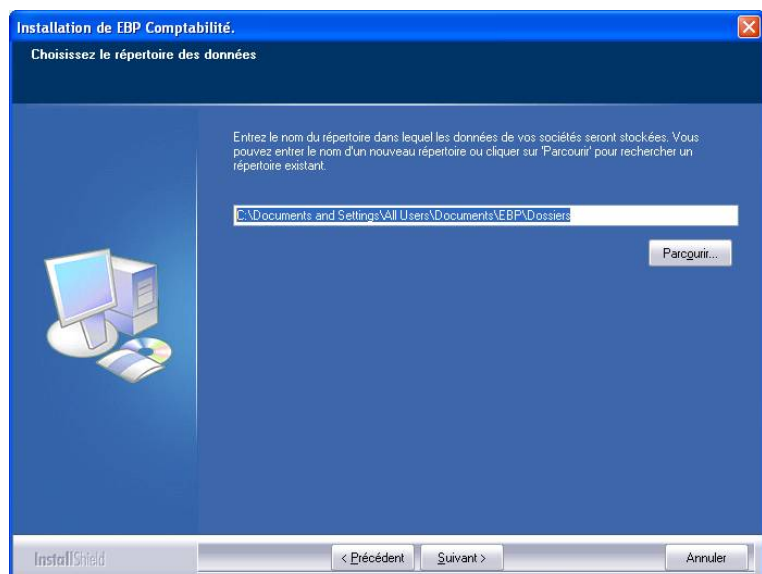 Installation de EBP Comptabilité.
Choisissez le répertoire des données
Entrez le nom du répertoire dans lequel les données de vos sociétés seront stockées. Vous
pouvez entrer le nom d'un nouveau répertoire ou cliquer sur 'Parcourir' pour rechercher un
répertoire existant.
C:\Documents and Settings\All Users\Documents\EBP\Dossiers
Parcourir...
InstallShield
< Précédent
Suivant >
Annuler